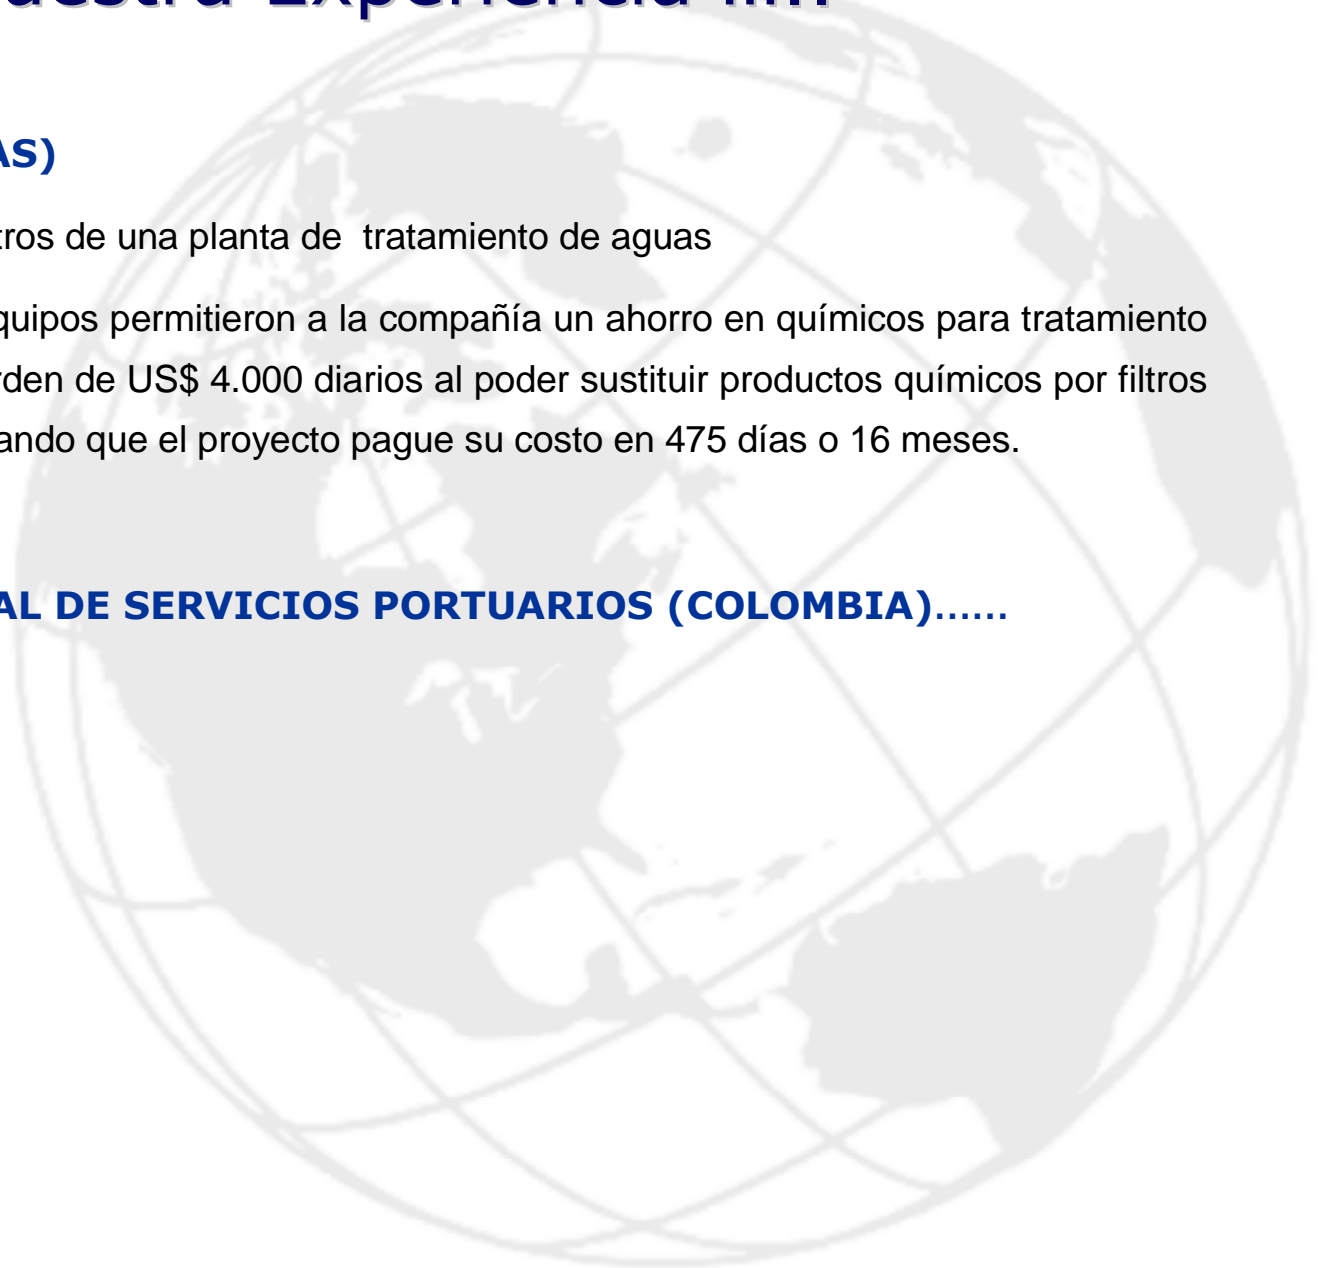 uestra Experiencia .....
AS)
tros de una planta de tratamiento de aguas
quipos permitieron a la compañía un ahorro en químicos para tratamiento
rden de US$ 4.000 diarios al poder sustituir productos químicos por filtros
ando que el proyecto pague su costo en 475 días o 16 meses.
AL DE SERVICIOS PORTUARIOS (COLOMBIA)......